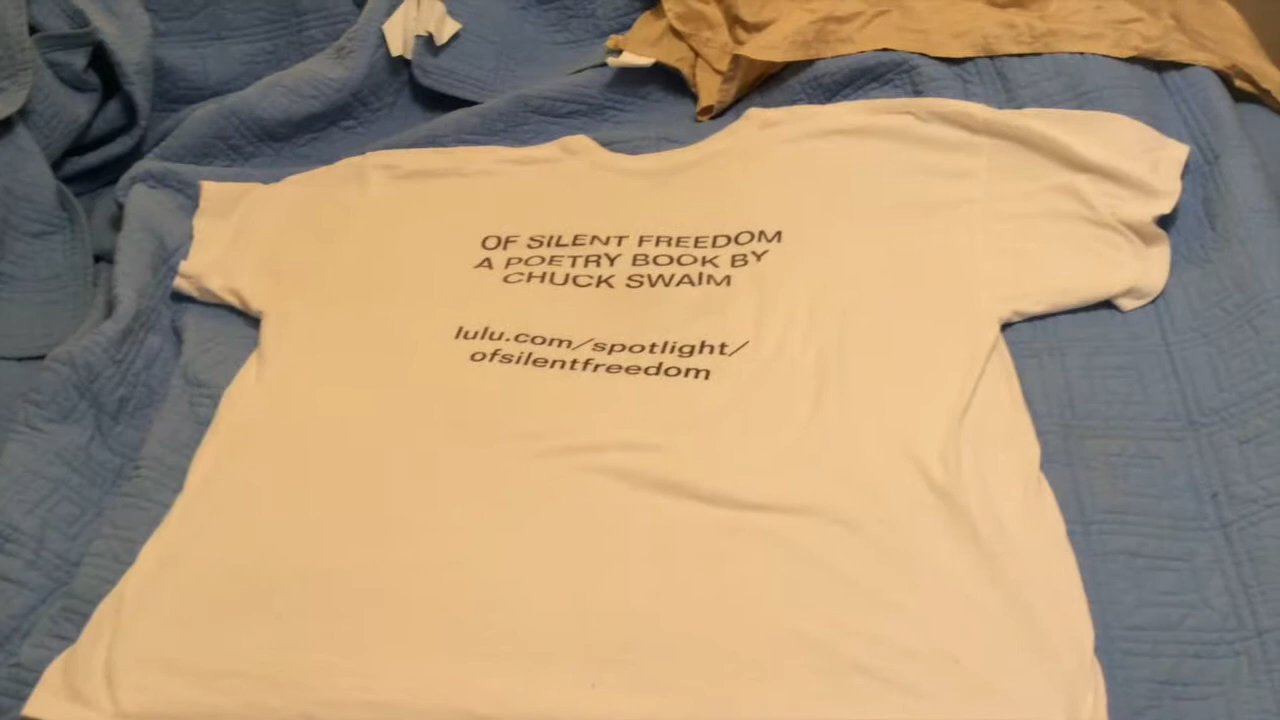 OF SILENT FREEDOM
A POETRY BOOK BY
CHUCK SWAIM
lulu.com/spotlight/
ofsilentfreedom